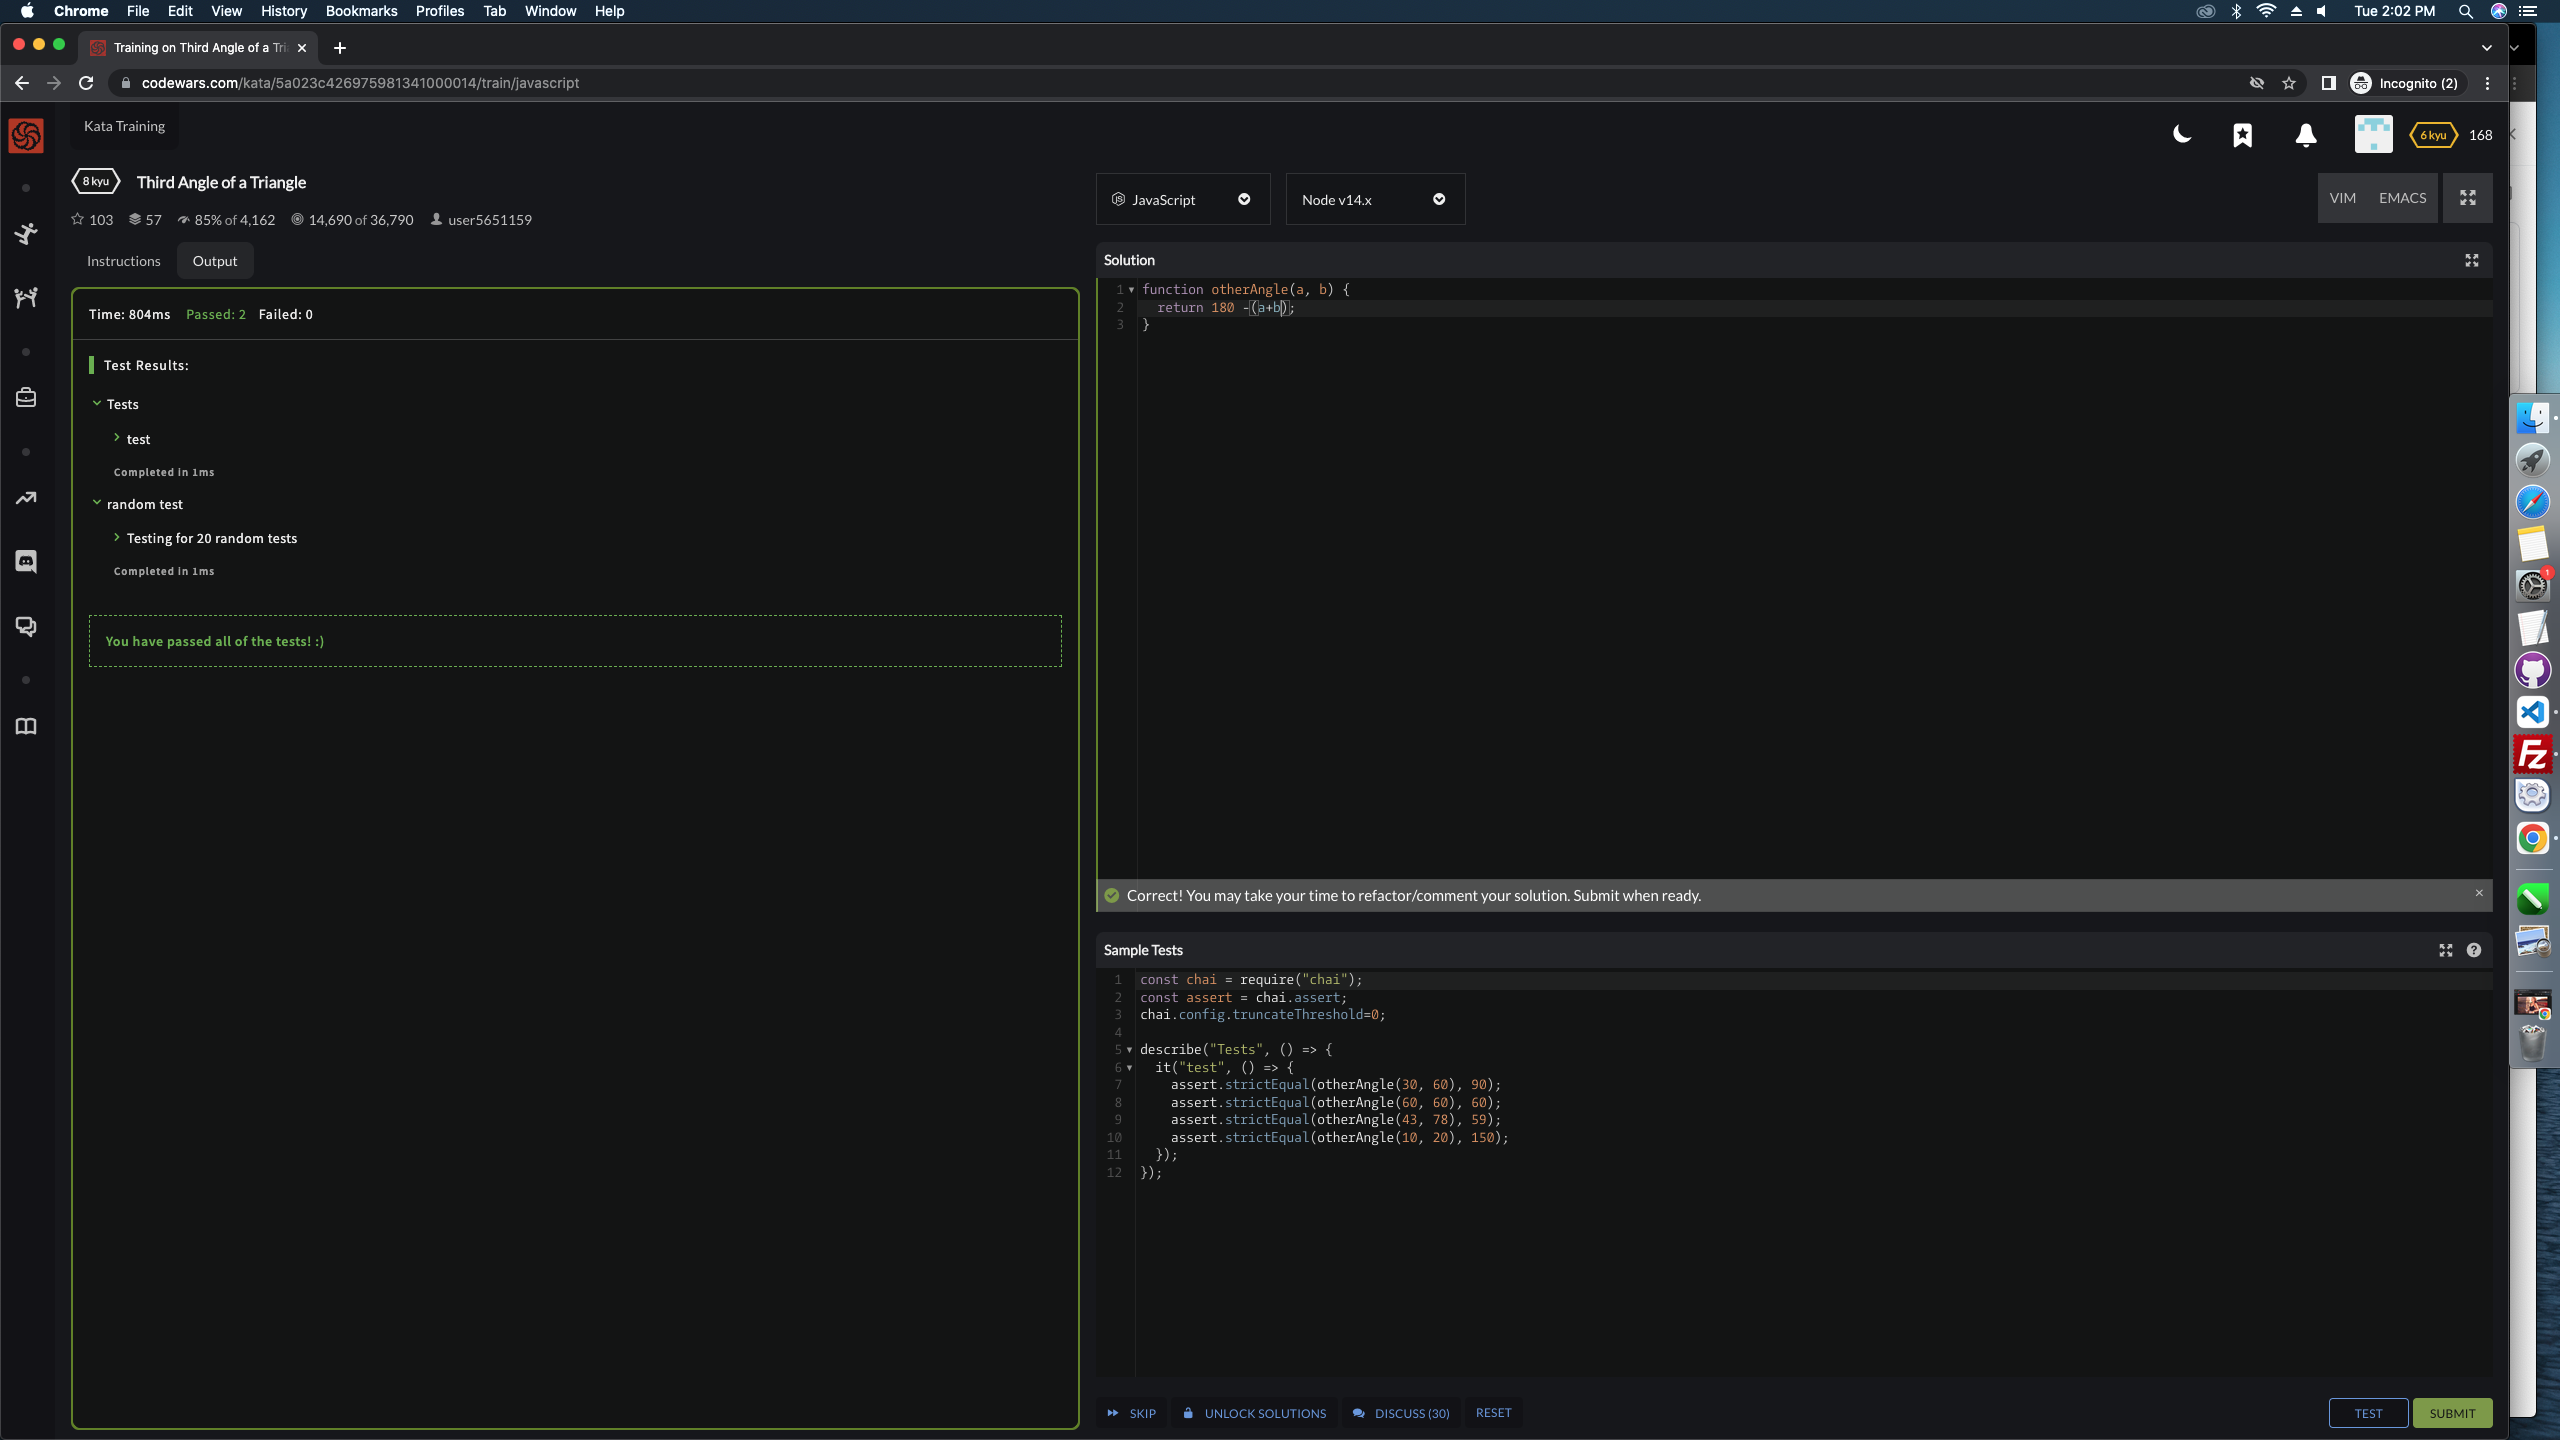 Chrome File Edit View History Bookmarks Profiles Tab Window Help Tue 2:02 PM
Training on Third Angle of a Tri
codewars.com/kata/5a023c426975981341000014/train/javascript Incognito (2)
Kata Training
6 kyu 168
8 kyu Third Angle of a Triangle
103 57 85% of 4,162 14,690 of 36,790 user5651159
JavaScript Node v14.x VIM EMACS
Instructions Output
Time: 804ms Passed: 2 Failed: 0
Test Results:
Tests
test
Completed in 1ms
random test
Testing for 20 random tests
Completed in 1ms
You have passed all of the tests! :)
Solution
1 function otherAngle(a, b) {
2 return 180 -(a+b);
3 }
Correct! You may take your time to refactor/comment your solution. Submit when ready.
Sample Tests
1 const chai = require("chai");
2 const assert = chai.assert;
3 chai.config.truncateThreshold=0;
4
5 describe("Tests", () => {
6 it("test", () => {
7 assert.strictEqual(otherAngle(30, 60), 90);
8 assert.strictEqual(otherAngle(60, 60), 60);
9 assert.strictEqual(otherAngle(43, 78), 59);
10 assert.strictEqual(otherAngle(10, 20), 150);
11 });
12 });
SKIP UNLOCK SOLUTIONS DISCUSS (30) RESET TEST SUBMIT
1
Fz